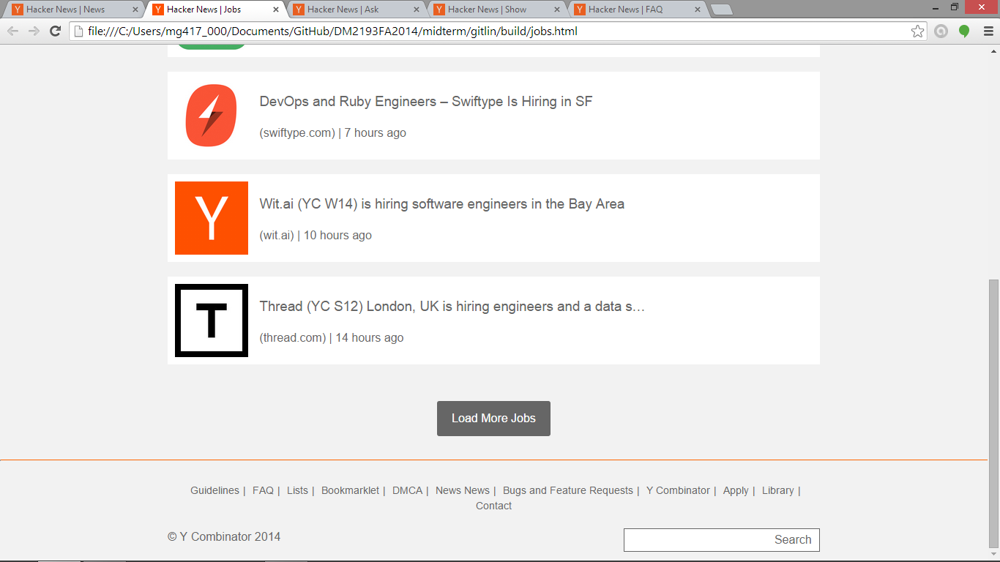 Hacker News | News
Hacker News | Jobs
Hacker News | Ask
Hacker News | Show
Hacker News | FAQ
file:///C:/Users/mg417_000/Documents/GitHub/DM2193FA2014/midterm/gitlin/build/jobs.html
DevOps and Ruby Engineers – Swiftype Is Hiring in SF
(swiftype.com) | 7 hours ago
Y
Wit.ai (YC W14) is hiring software engineers in the Bay Area
(wit.ai) | 10 hours ago
T
Thread (YC S12) London, UK is hiring engineers and a data s…
(thread.com) | 14 hours ago
Load More Jobs
Guidelines | FAQ | Lists | Bookmarklet | DMCA | News News | Bugs and Feature Requests | Y Combinator | Apply | Library |
Contact
© Y Combinator 2014
Search